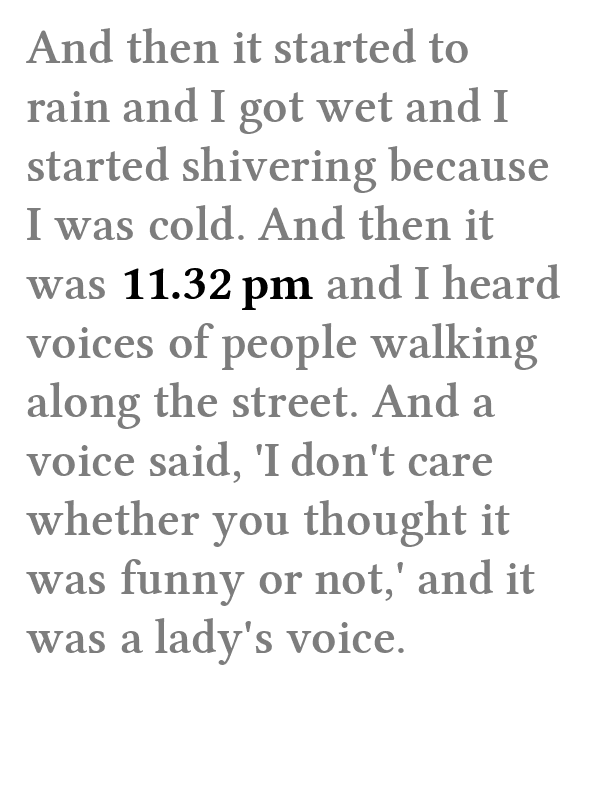 And then it started to
rain and I got wet and I
started shivering because
I was cold. And then it
was 11.32 pm and I heard
voices of people walking
along the street. And a
voice said, 'I don't care
whether you thought it
was funny or not,' and it
was a lady's voice.